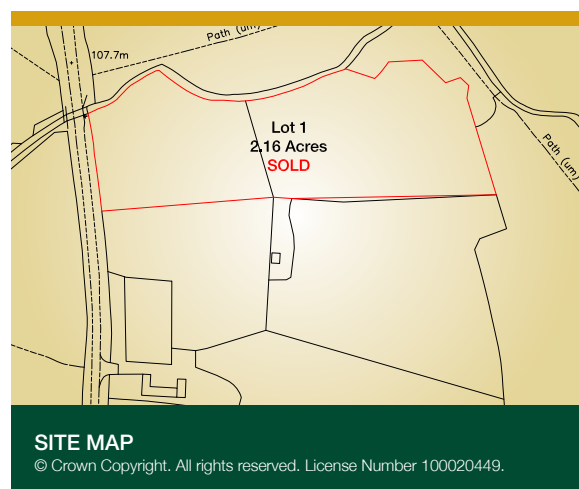 Path (um)
107.7m
Lot 1
2.16 Acres
SOLD
Path (um)
SITE MAP
© Crown Copyright. All rights reserved. License Number 100020449.